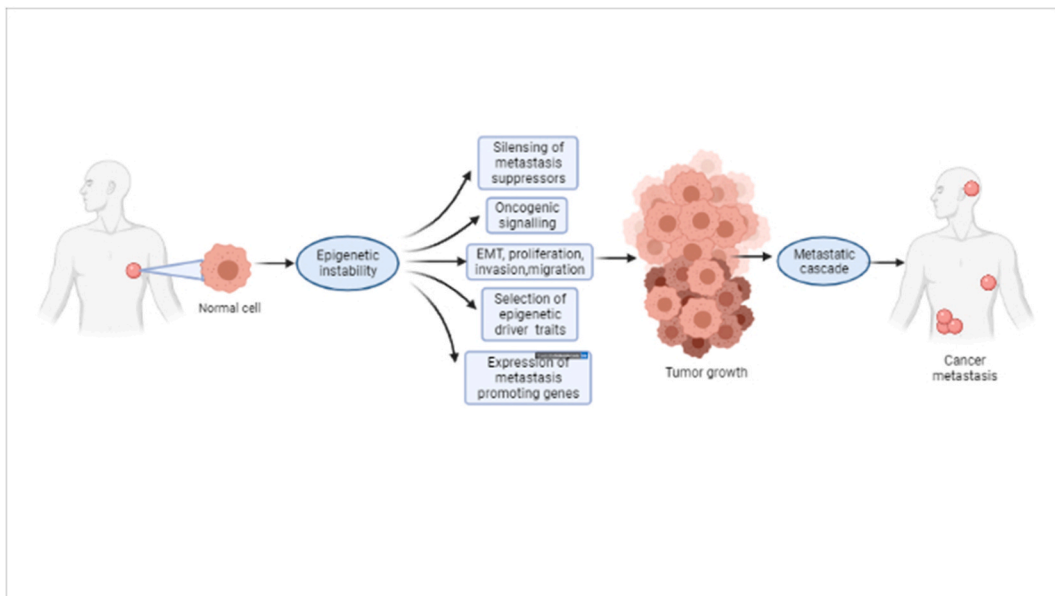 Silensing of
metastasis
suppressors
Oncogenic
signalling
EMT, proliferation,
invasion,migration
Selection of
epigenetic
driver traits
Expression of
metastasis
promoting genes
Epigenetic
instability
Normal cell
Tumor growth
Metastatic
cascade
Cancer
metastasis